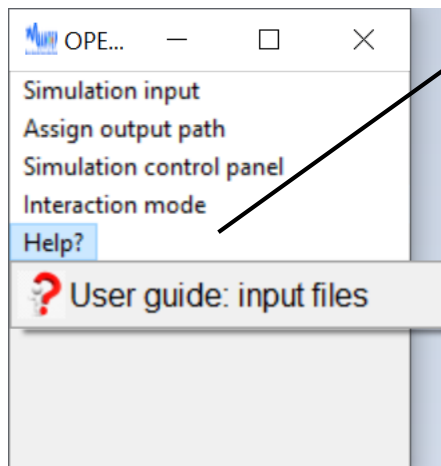 OPE...
Simulation input
Assign output path
Simulation control panel
Interaction mode
Help?
User guide: input files